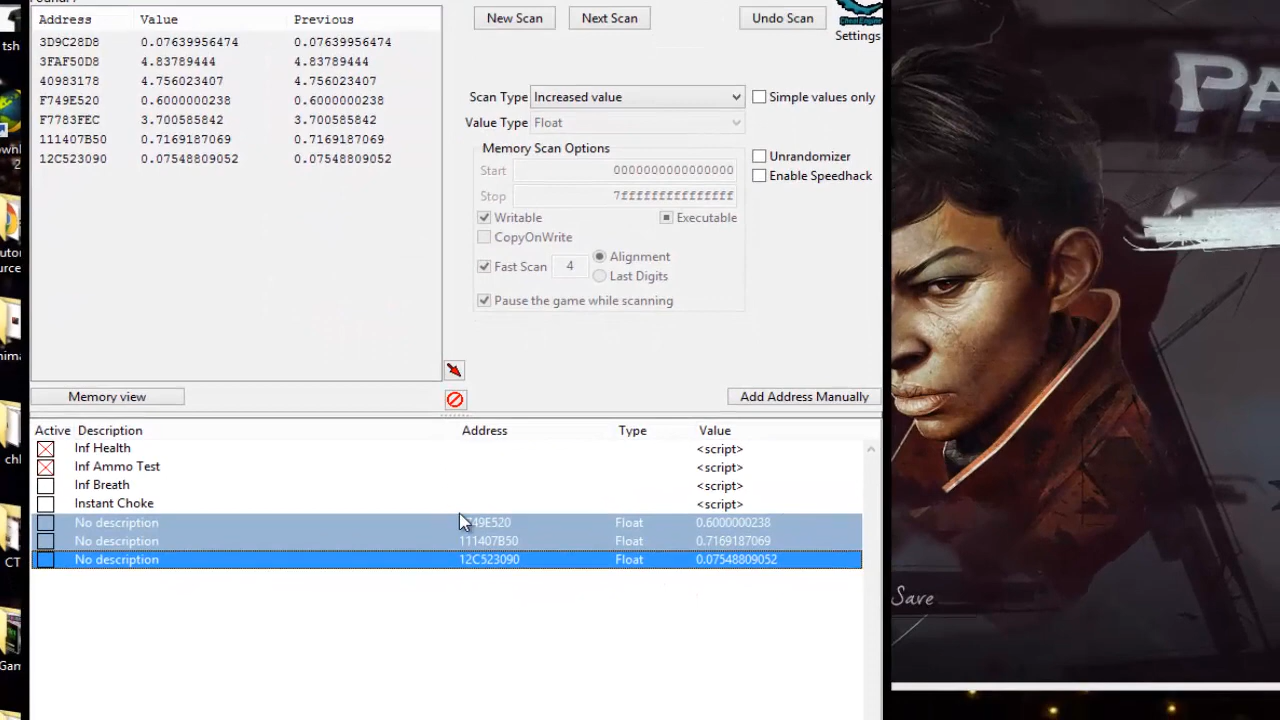 New Scan Next Scan Undo Scan
Settings
Address Value Previous
3D9C28D8 0.07639956474 0.07639956474
3FAF50D8 4.83789444 4.83789444
40983178 4.756023407 4.756023407
F749E520 0.6000000238 0.6000000238
F7783FEC 3.700585842 3.700585842
111407B50 0.7169187069 0.7169187069
12C523090 0.07548809052 0.07548809052
Scan Type Increased value Simple values only
Value Type Float
Memory Scan Options
Start 0000000000000000
Stop 7fffffffffffffff
Unrandomizer
Enable Speedhack
Writable Executable
CopyOnWrite
Fast Scan 4 Alignment
Last Digits
Pause the game while scanning
Memory view Add Address Manually
Active Description Address Type Value
Inf Health <script>
Inf Ammo Test <script>
Inf Breath <script>
Instant Choke <script>
No description 749E520 Float 0.6000000238
No description 111407B50 Float 0.7169187069
No description 12C523090 Float 0.07548809052
PA
Save
tsh
CT
Gan